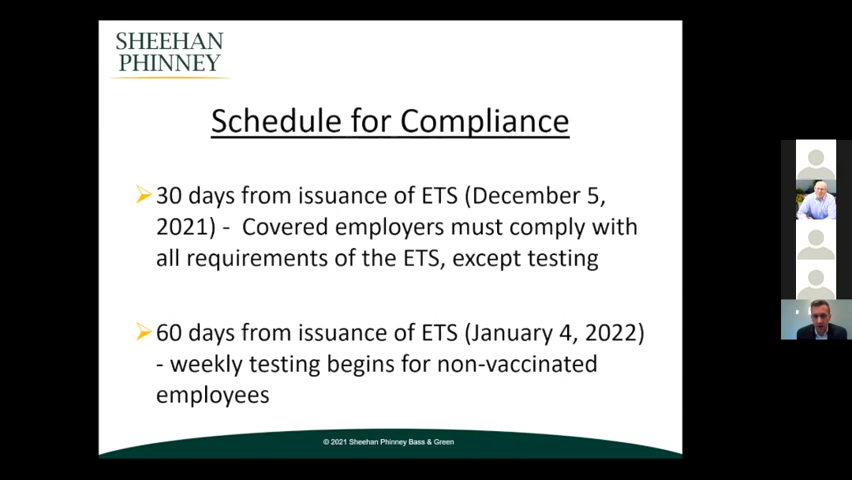 SHEEHAN
PHINNEY
Schedule for Compliance
30 days from issuance of ETS (December 5,
2021) - Covered employers must comply with
all requirements of the ETS, except testing
60 days from issuance of ETS (January 4, 2022)
- weekly testing begins for non-vaccinated
employees
© 2021 Sheehan Phinney Bass & Green